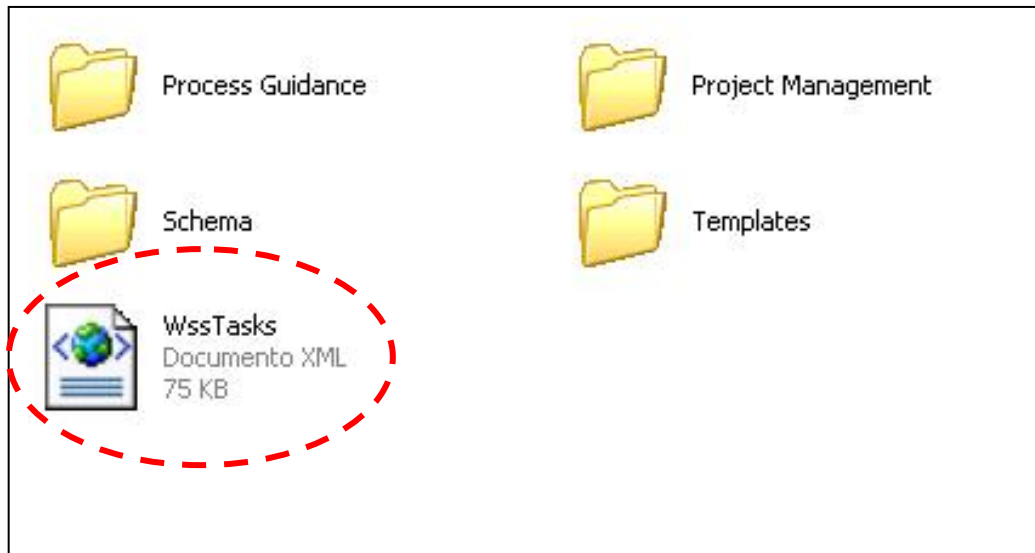 Process Guidance
Project Management
Schema
Templates
WssTasks
Documento XML
75 KB